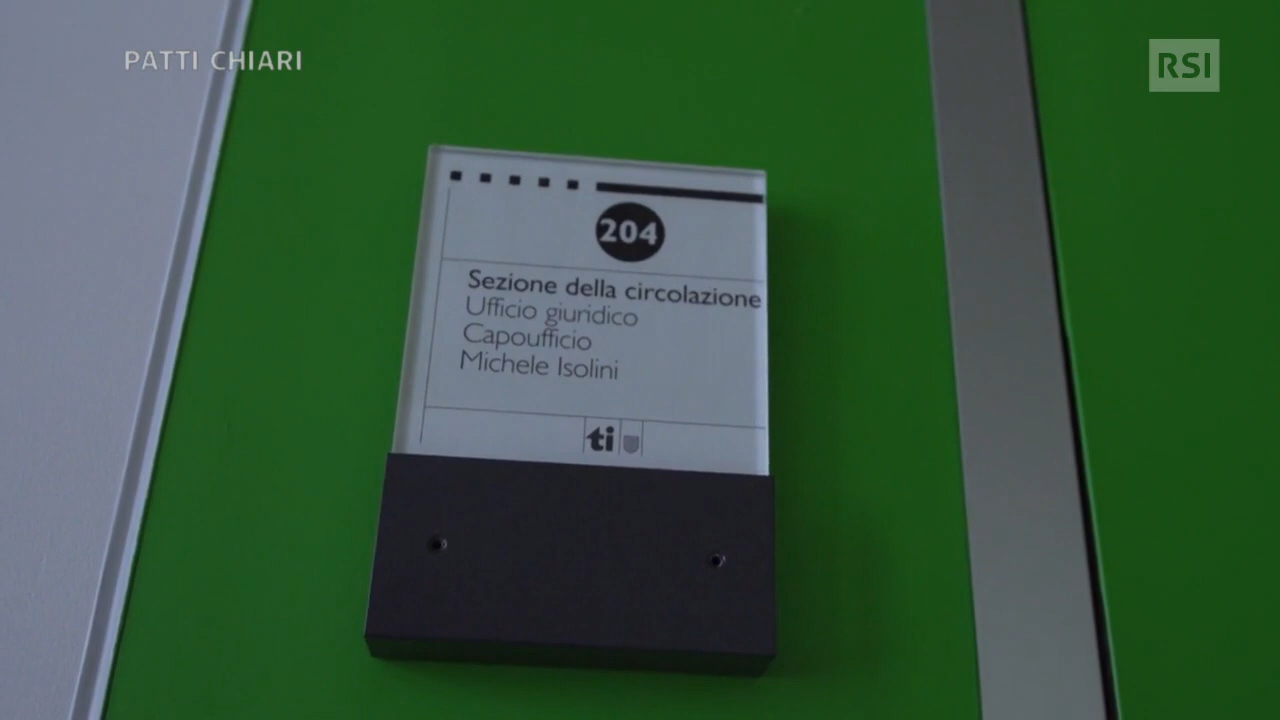 PATTI CHIARI
RSI
204
Sezione della circolazione
Ufficio giuridico
Capoufficio
Michele Isolini
ti